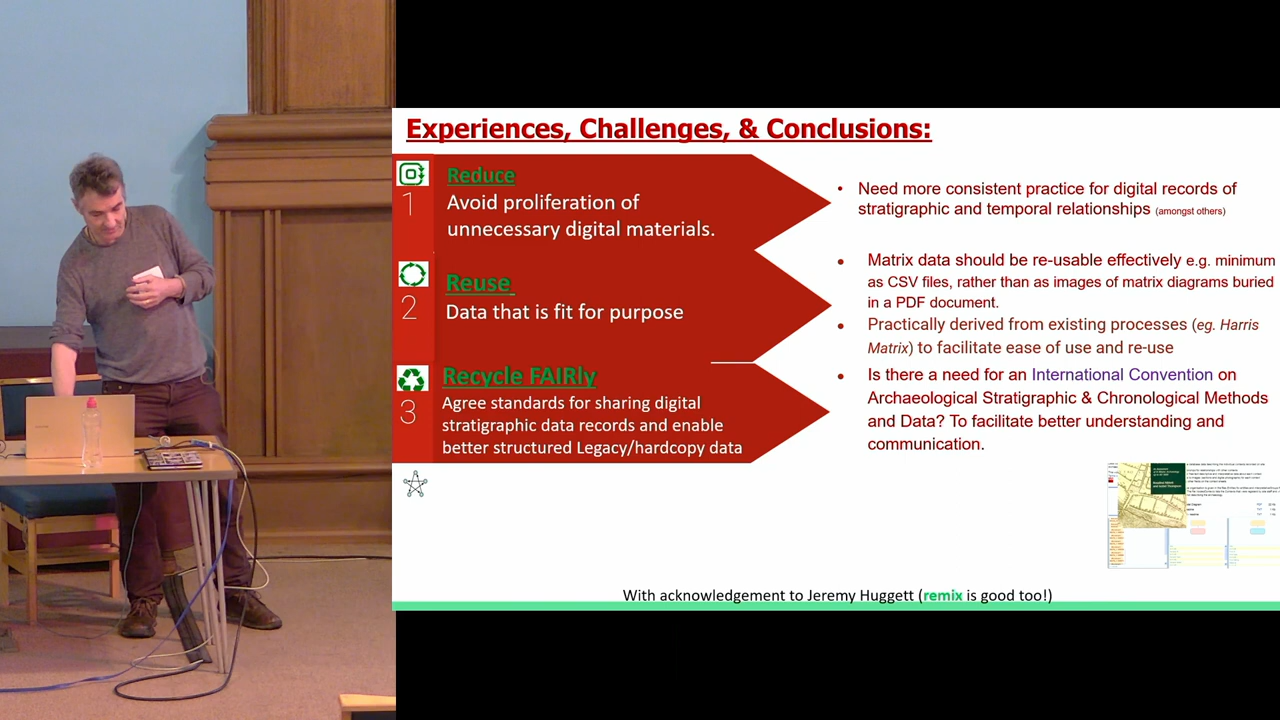 Experiences, Challenges, & Conclusions:
1
Reduce
Avoid proliferation of
unnecessary digital materials.
2
Reuse
Data that is fit for purpose
3
Recycle FAIRly
Agree standards for sharing digital
stratigraphic data records and enable
better structured Legacy/hardcopy data
• Need more consistent practice for digital records of
stratigraphic and temporal relationships (amongst others)
• Matrix data should be re-usable effectively e.g. minimum
as CSV files, rather than as images of matrix diagrams buried
in a PDF document.
• Practically derived from existing processes (eg. Harris
Matrix) to facilitate ease of use and re-use
• Is there a need for an International Convention on
Archaeological Stratigraphic & Chronological Methods
and Data? To facilitate better understanding and
communication.
With acknowledgement to Jeremy Huggett (remix is good too!)